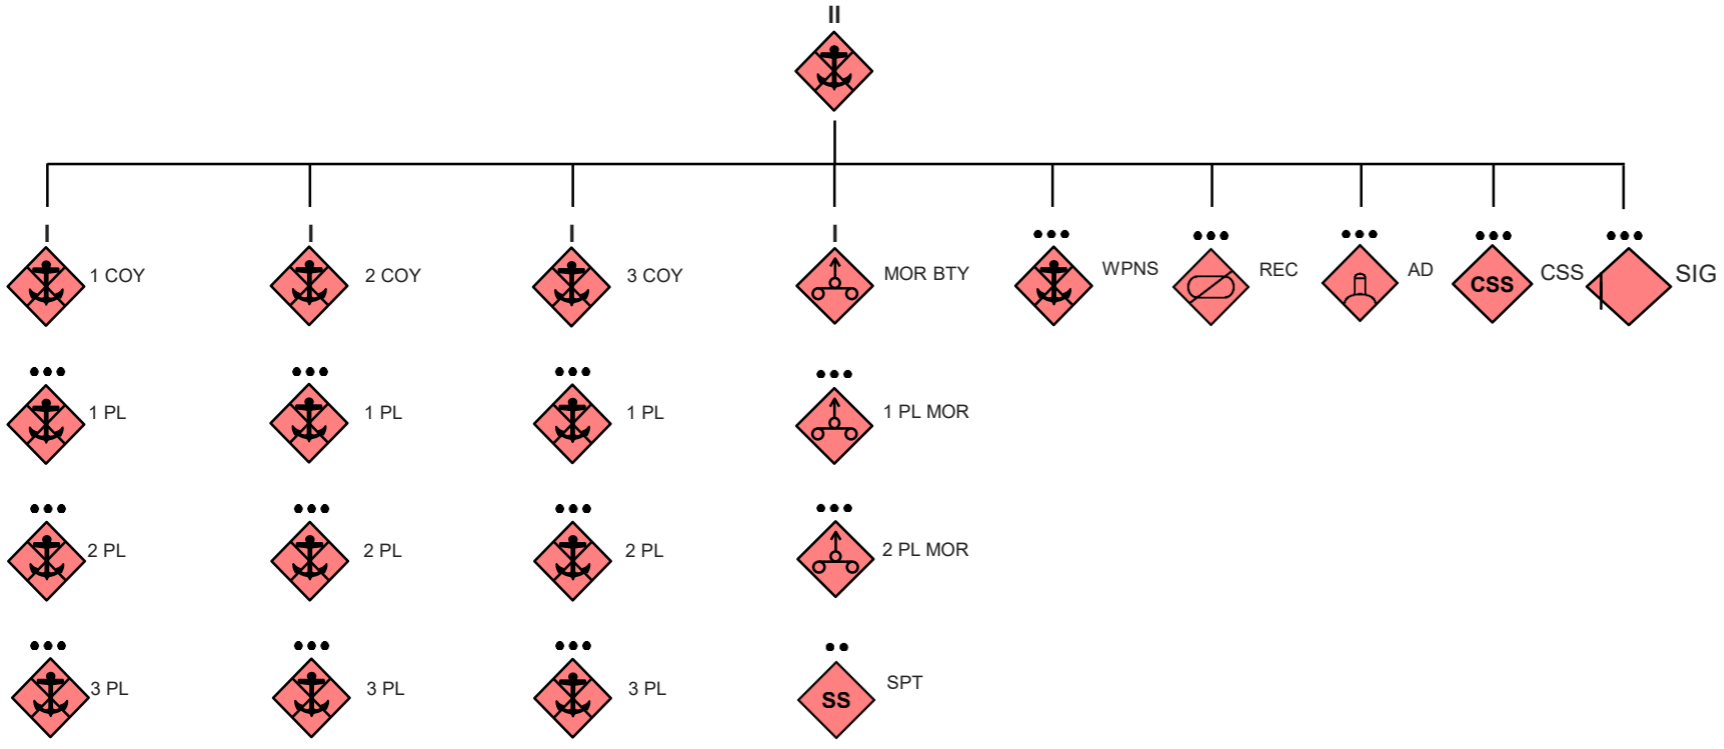 II
I
I
I
I
1 COY
2 COY
3 COY
MOR BTY
WPNS
REC
AD
CSS
CSS
SIG
1 PL
1 PL
1 PL
1 PL MOR
2 PL
2 PL
2 PL
2 PL MOR
3 PL
3 PL
3 PL
SS
SPT